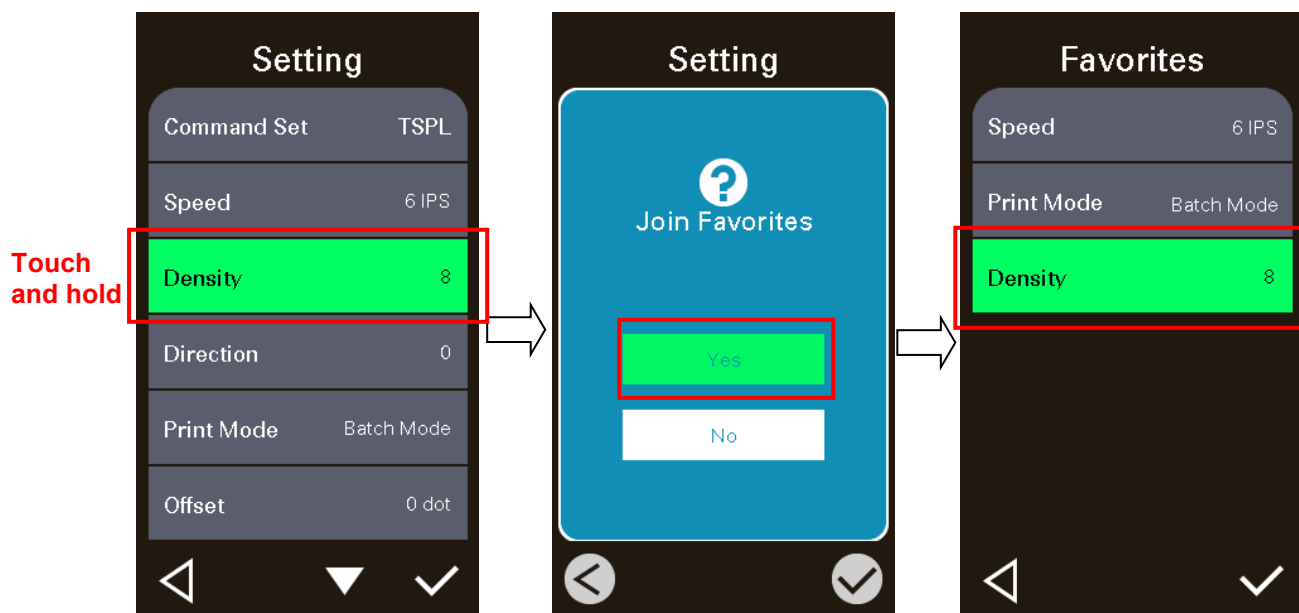 Setting
Command Set TSPL
Speed 6 IPS
Density 8
Direction 0
Print Mode Batch Mode
Offset 0 dot
Touch
and hold
Setting
?
Join Favorites
Yes
No
Favorites
Speed 6 IPS
Print Mode Batch Mode
Density 8